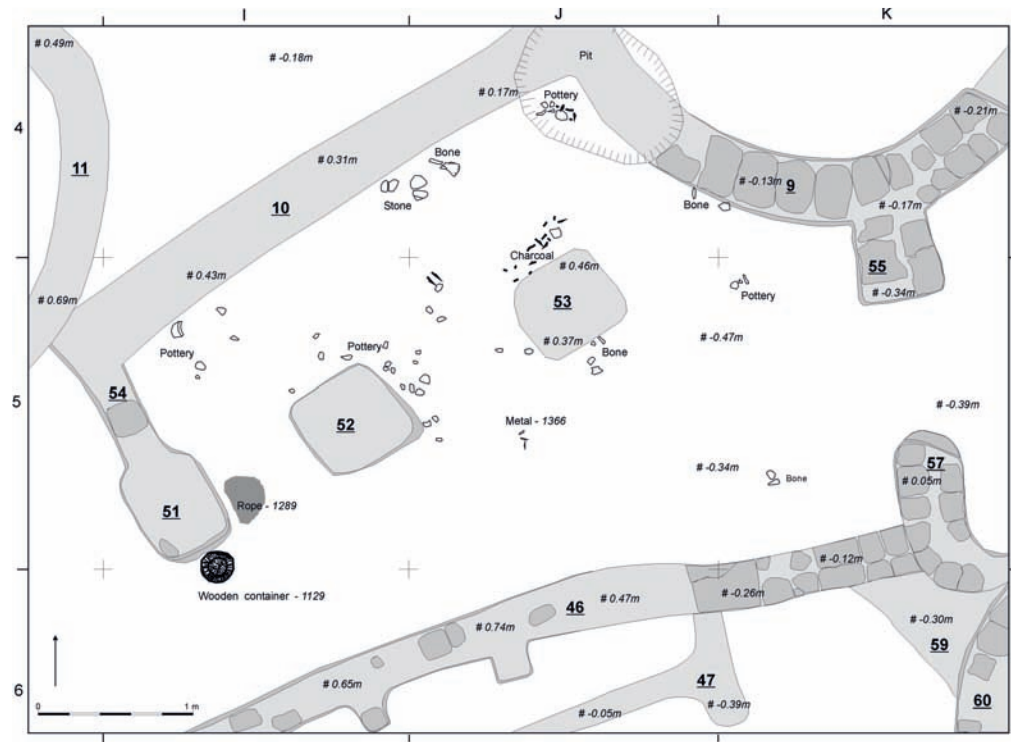 I
J
K
# 0.49m
# -0.18m
Pit
# 0.17m
Pottery
# -0.21m
4
# 0.31m
Bone
11
# -0.13m
9
10
Stone
Bone
# -0.17m
Charcoal
# 0.46m
55
# 0.43m
# -0.34m
# 0.69m
53
Pottery
# 0.37m
# -0.47m
Pottery
Pottery
Bone
54
5
# -0.39m
52
Metal - 1366
57
# -0.34m
Bone
# 0.05m
51
Rope - 1289
# -0.12m
Wooden container - 1129
# -0.26m
46
# 0.47m
# 0.74m
# -0.30m
59
# 0.65m
47
6
# -0.39m
60
# -0.05m
0
1 m